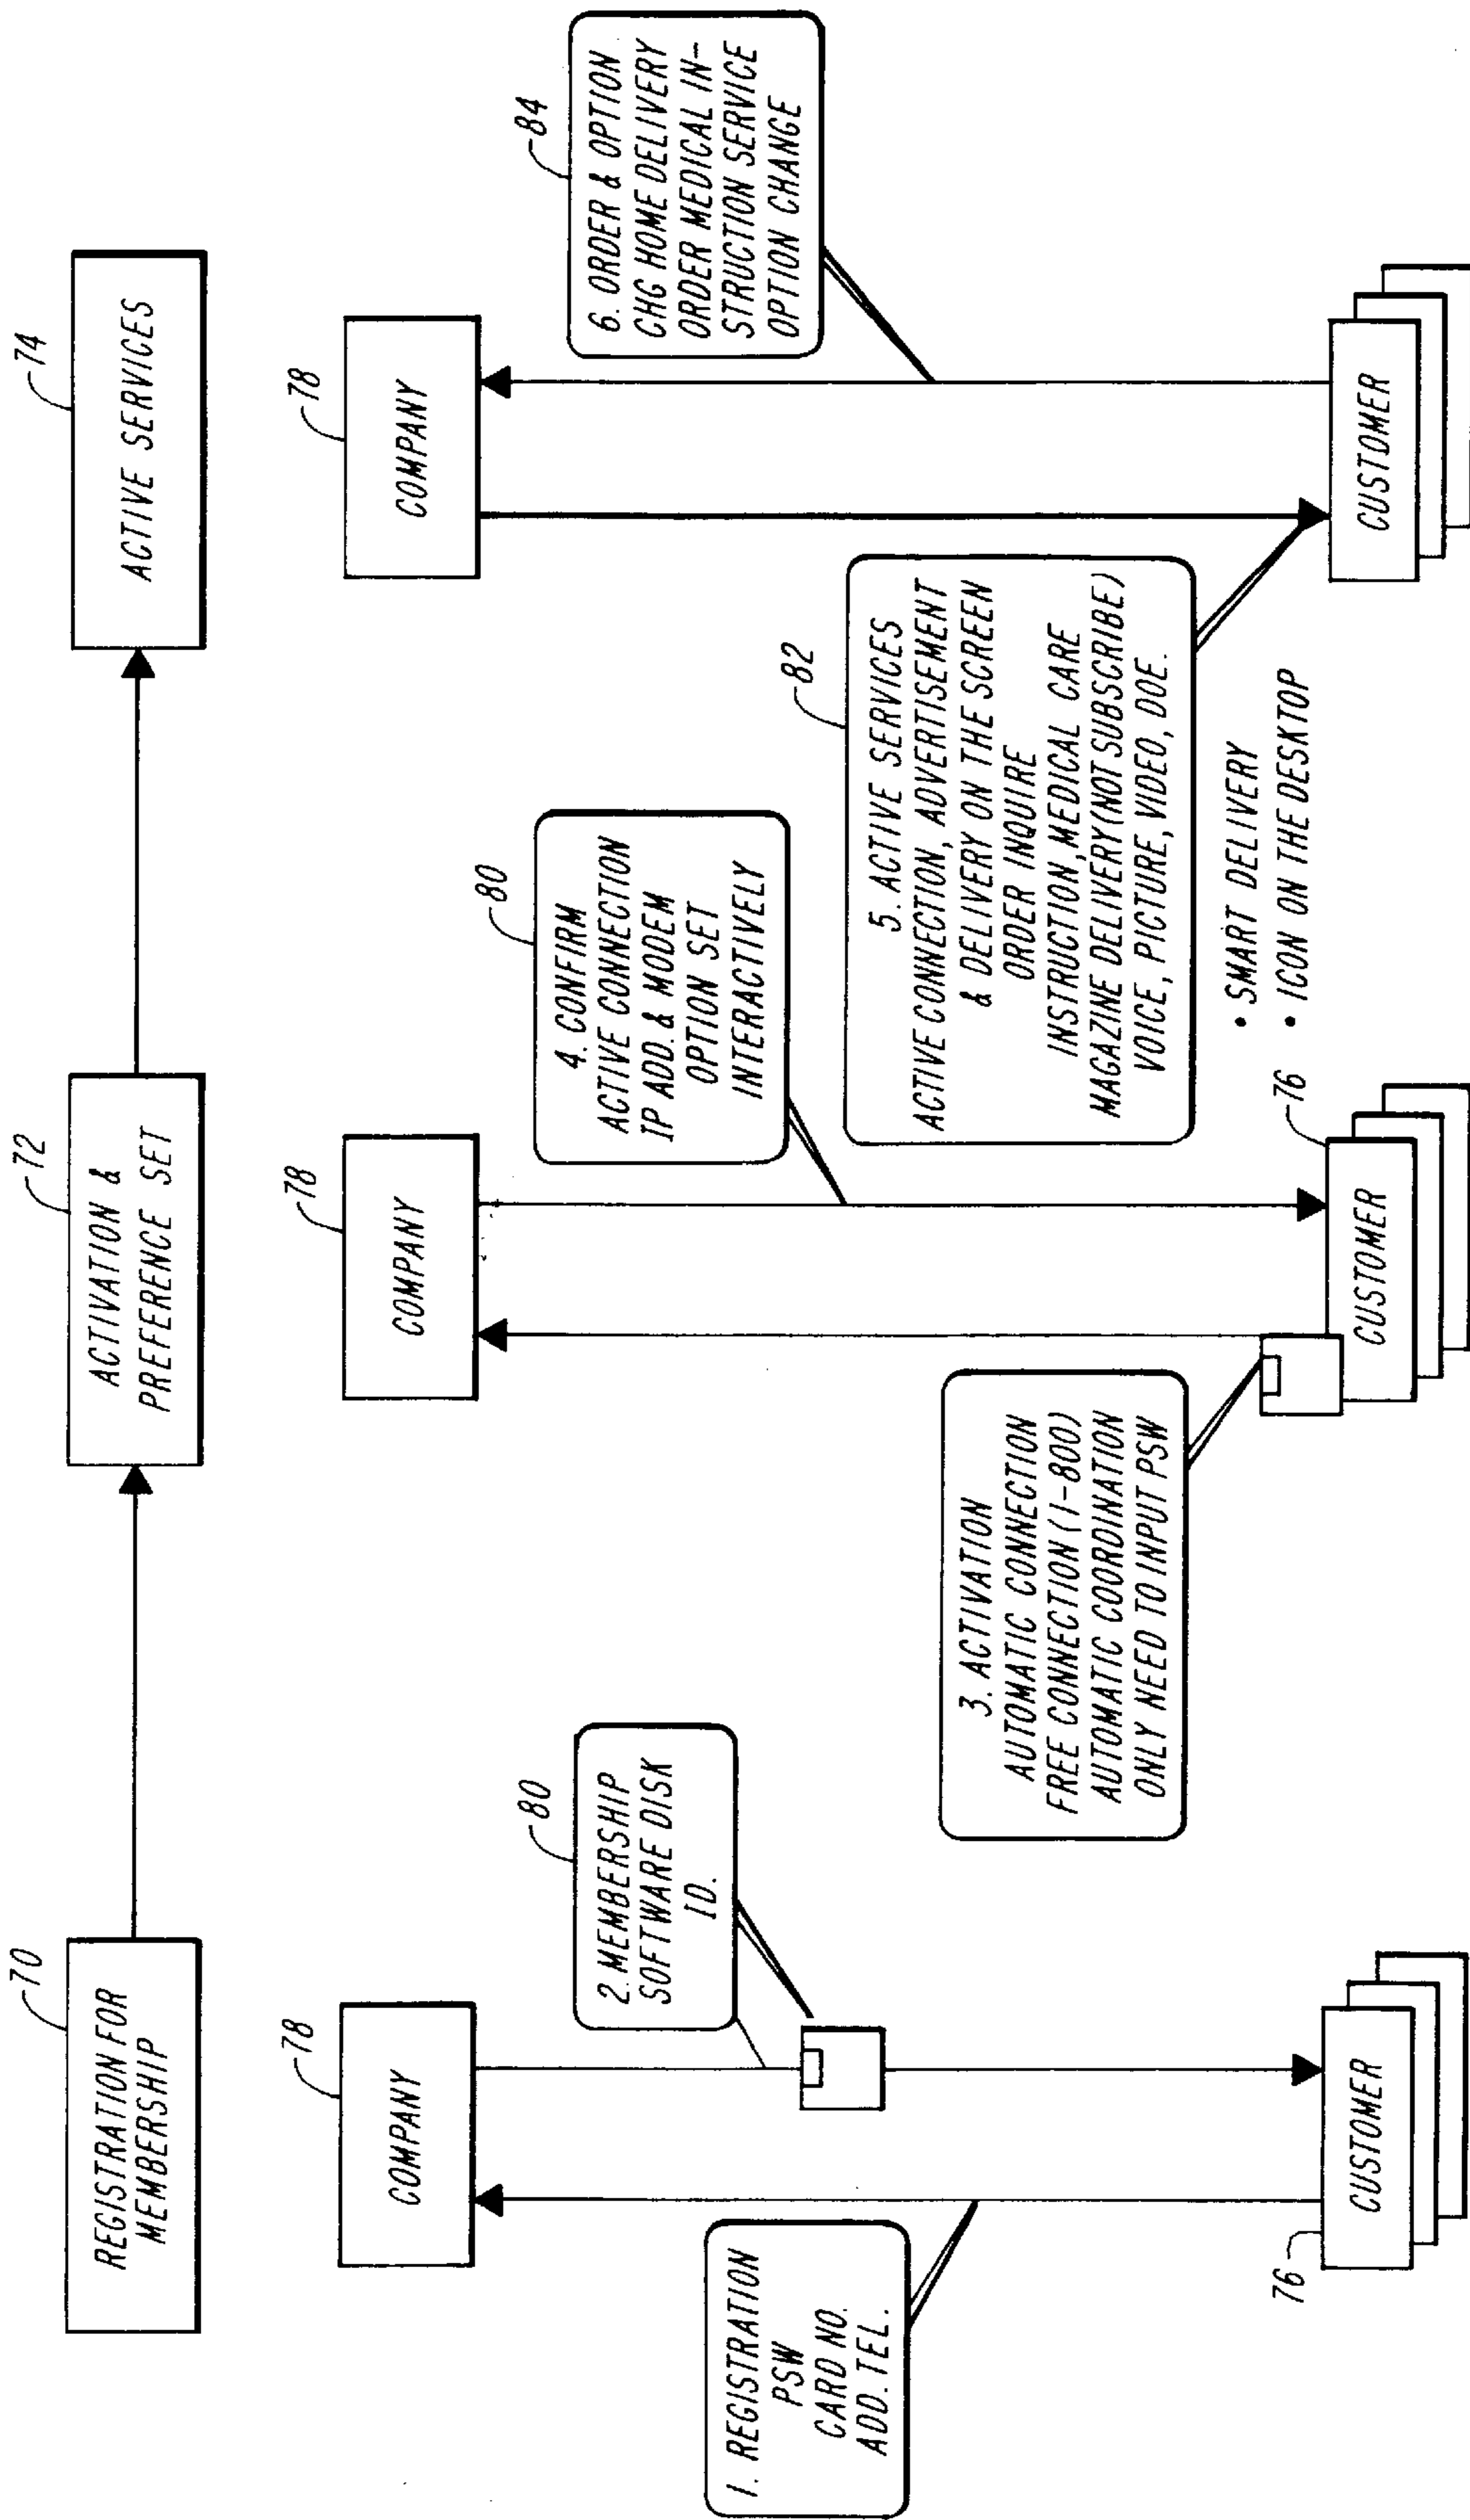 70
REGISTRATION FOR
MEMBERSHIP
72
ACTIVATION &
PREFERENCE SET
74
ACTIVE SERVICES
78
COMPANY
78
COMPANY
78
COMPANY
1. REGISTRATION
PSW
CARD NO.
ADD.TEL.
80
2. MEMBERSHIP
SOFTWARE DISK
ID.
3. ACTIVATION
AUTOMATIC CONNECTION
FREE CONNECTION (1-800)
AUTOMATIC COORDINATION
ONLY NEED TO INPUT PSW
80
4. CONFIRM
ACTIVE CONNECTION
IP ADD. & MODEM
OPTION SET
INTERACTIVELY
82
5. ACTIVE SERVICES
ACTIVE CONNECTION, ADVERTISEMENT
& DELIVERY ON THE SCREEN
ORDER INQUIRE
INSTRUCTION, MEDICAL CARE
MAGAZINE DELIVERY (NOT SUBSCRIBE)
VOICE, PICTURE, VIDEO, DOE.
• SMART DELIVERY
• ICON ON THE DESKTOP
84
6. ORDER & OPTION
CHG HOME DELIVERY
ORDER MEDICAL IN-
STRUCTION SERVICE
OPTION CHANGE
76
CUSTOMER
76
CUSTOMER
CUSTOMER